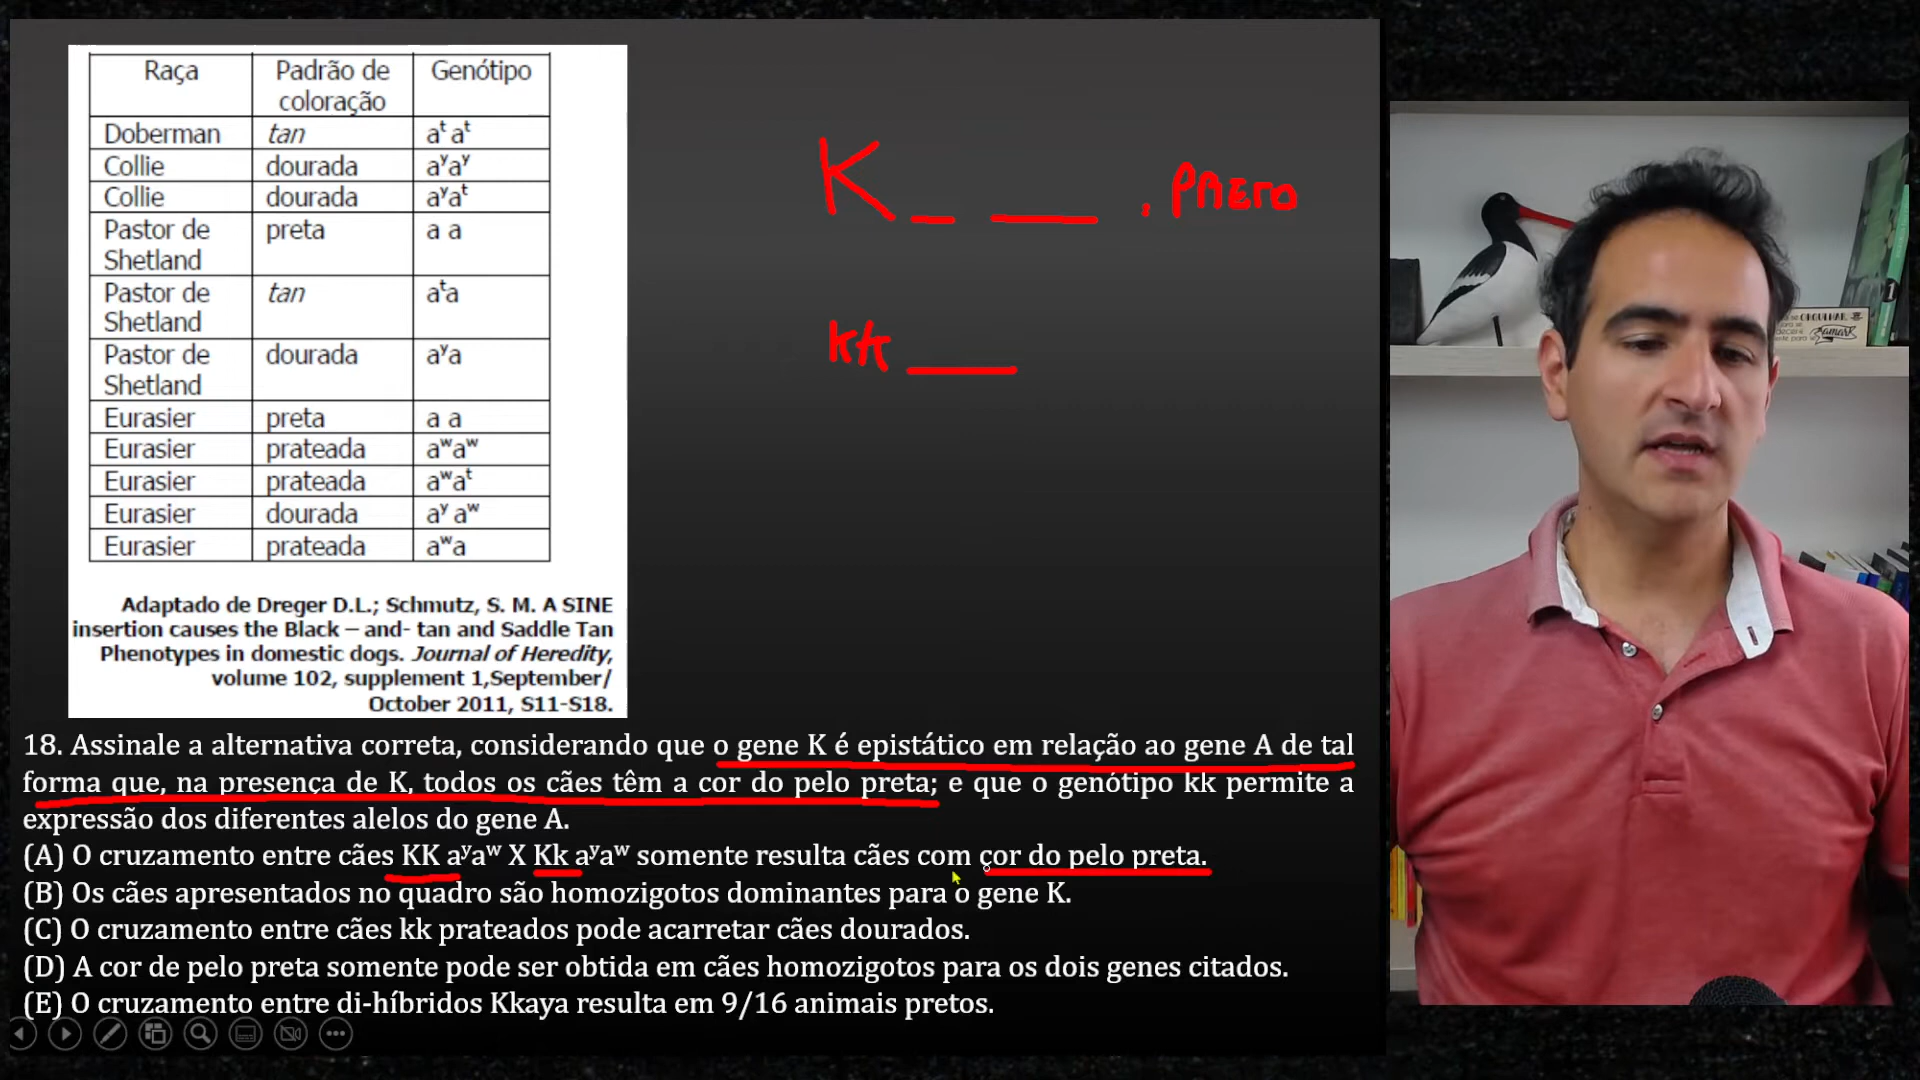 Raça Padrão de coloração Genótipo
Doberman tan aᵗ aᵗ
Collie dourada aʸaʸ
Collie dourada aʸaᵗ
Pastor de Shetland preta a a
Pastor de Shetland tan aᵗa
Pastor de Shetland dourada aʸa
Eurasier preta a a
Eurasier prateada aʷaʷ
Eurasier prateada aʷaᵗ
Eurasier dourada aʸ aʷ
Eurasier prateada aʷa
Adaptado de Dreger D.L.; Schmutz, S. M. A SINE
insertion causes the Black – and- tan and Saddle Tan
Phenotypes in domestic dogs. Journal of Heredity,
volume 102, supplement 1,September/
October 2011, S11-S18.
K_ __ : PRETO
kk __
18. Assinale a alternativa correta, considerando que o gene K é epistático em relação ao gene A de tal
forma que, na presença de K, todos os cães têm a cor do pelo preta; e que o genótipo kk permite a
expressão dos diferentes alelos do gene A.
(A) O cruzamento entre cães KK aʸaʷ X Kk aʸaʷ somente resulta cães com cor do pelo preta.
(B) Os cães apresentados no quadro são homozigotos dominantes para o gene K.
(C) O cruzamento entre cães kk prateados pode acarretar cães dourados.
(D) A cor de pelo preta somente pode ser obtida em cães homozigotos para os dois genes citados.
(E) O cruzamento entre di-híbridos Kkaya resulta em 9/16 animais pretos.
ORGULHAR